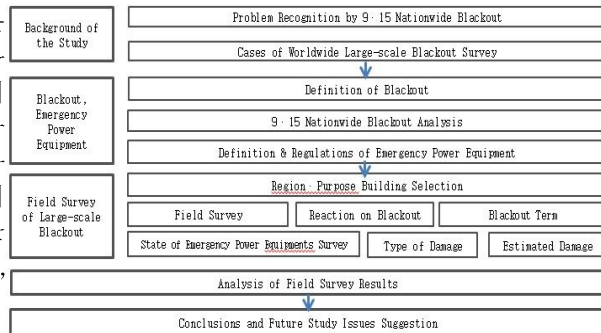 Background of
the Study
Problem Recognition by 9·15 Nationwide Blackout
Cases of Worldwide Large-scale Blackout Survey
Blackout,
Emergency
Power
Equipment
Definition of Blackout
9·15 Nationwide Blackout Analysis
Definition & Regulations of Emergency Power Equipment
Field Survey
of Large-scale
Blackout
Region·Purpose Building Selection
Field Survey
Reaction on Blackout
Blackout Term
State of Emergency Power Equipments Survey
Type of Damage
Estimated Damage
Analysis of Field Survey Results
Conclusions and Future Study Issues Suggestion